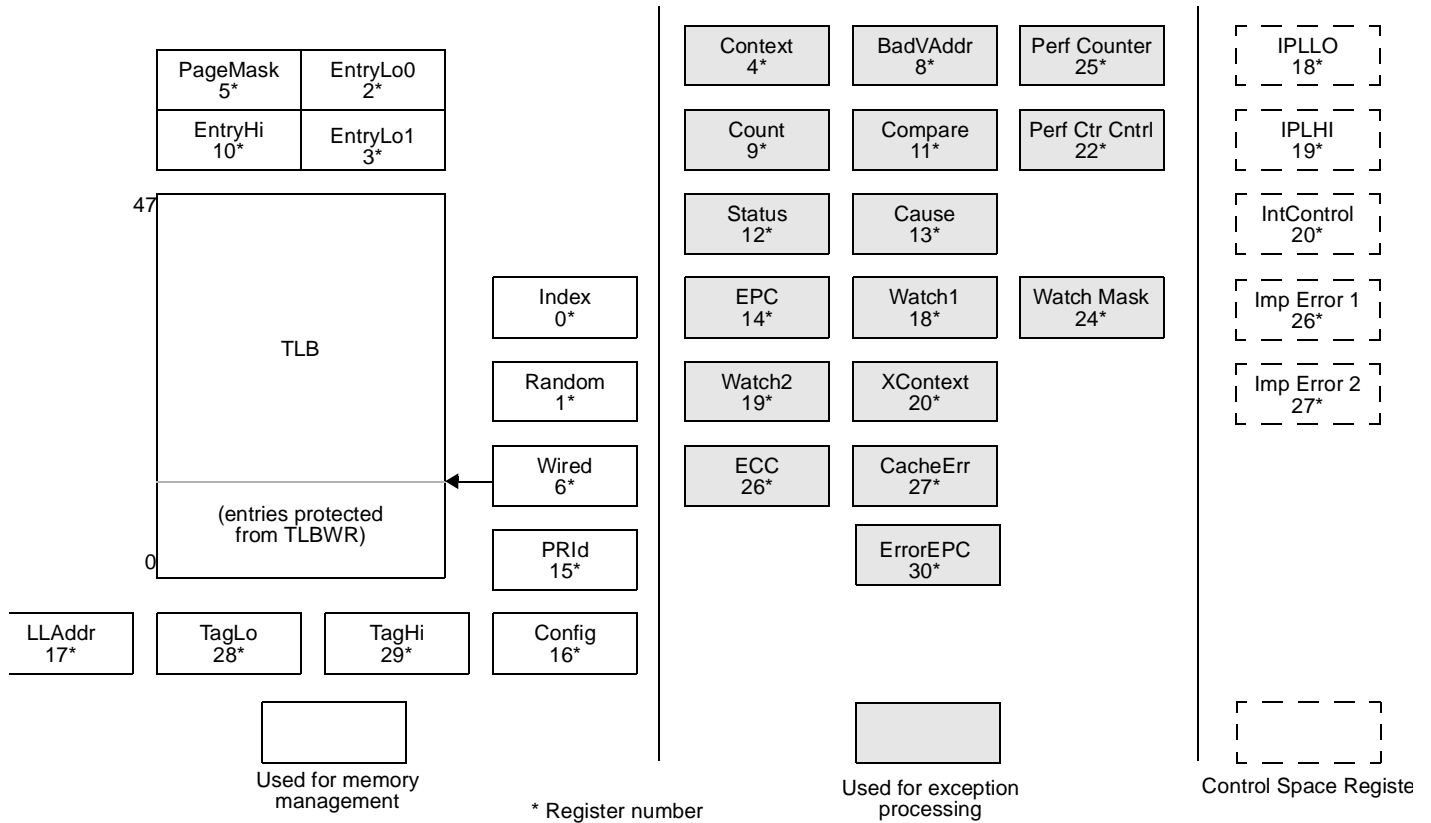 PageMask
5*
EntryLo0
2*
EntryHi
10*
EntryLo1
3*
47
TLB
(entries protected
from TLBWR)
0
Index
0*
Random
1*
Wired
6*
PRId
15*
LLAddr
17*
TagLo
28*
TagHi
29*
Config
16*
Used for memory
management
* Register number
Context
4*
BadVAddr
8*
Perf Counter
25*
Count
9*
Compare
11*
Perf Ctr Cntrl
22*
Status
12*
Cause
13*
EPC
14*
Watch1
18*
Watch Mask
24*
Watch2
19*
XContext
20*
ECC
26*
CacheErr
27*
ErrorEPC
30*
Used for exception
processing
IPLLO
18*
IPLHI
19*
IntControl
20*
Imp Error 1
26*
Imp Error 2
27*
Control Space Registe